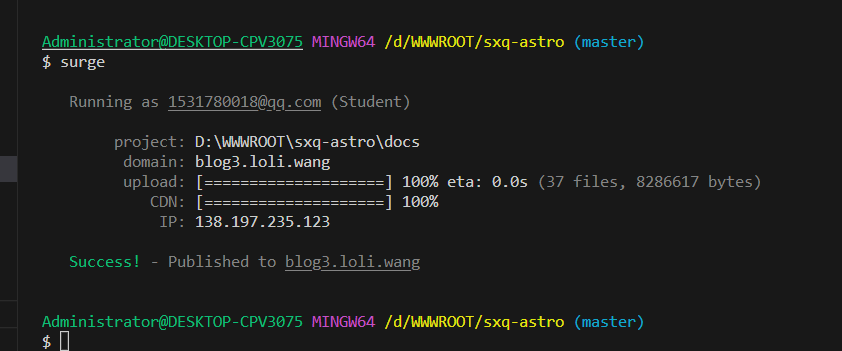 Administrator@DESKTOP-CPV3075 MINGW64 /d/WWWROOT/sxq-astro (master)
$ surge
Running as 1531780018@qq.com (Student)
project: D:\WWWROOT\sxq-astro\docs
domain: blog3.loli.wang
upload: [====================] 100% eta: 0.0s (37 files, 8286617 bytes)
CDN: [====================] 100%
IP: 138.197.235.123
Success! - Published to blog3.loli.wang
Administrator@DESKTOP-CPV3075 MINGW64 /d/WWWROOT/sxq-astro (master)
$